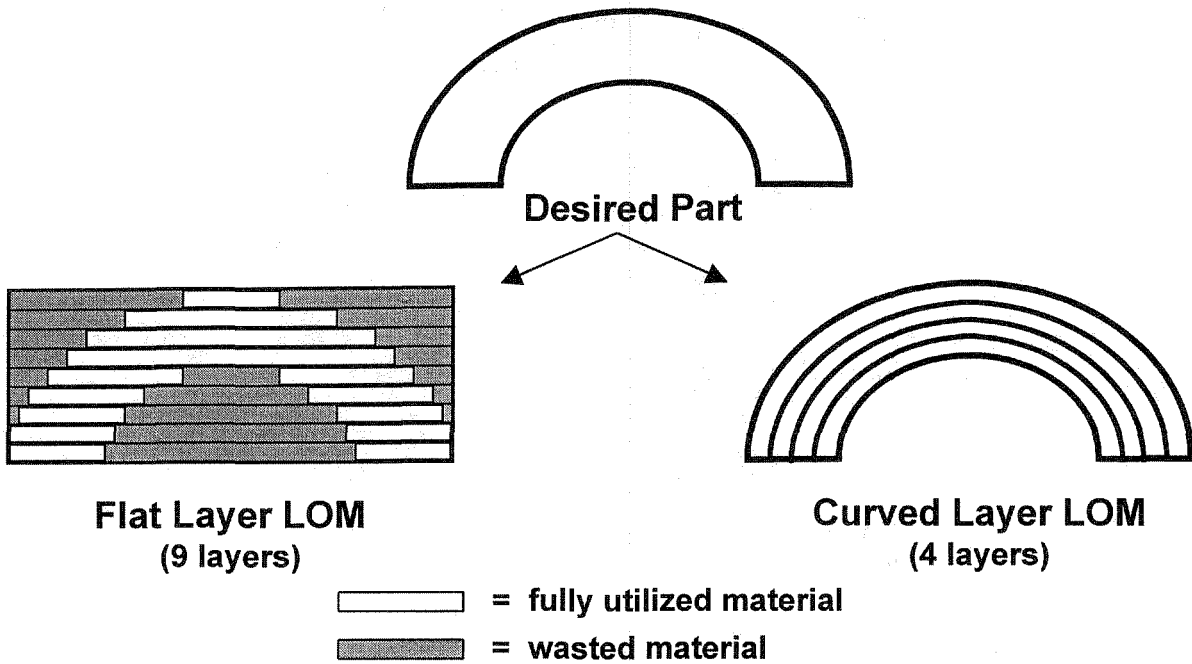 Desired Part
Flat Layer LOM
(9 layers)
Curved Layer LOM
(4 layers)
= fully utilized material
= wasted material